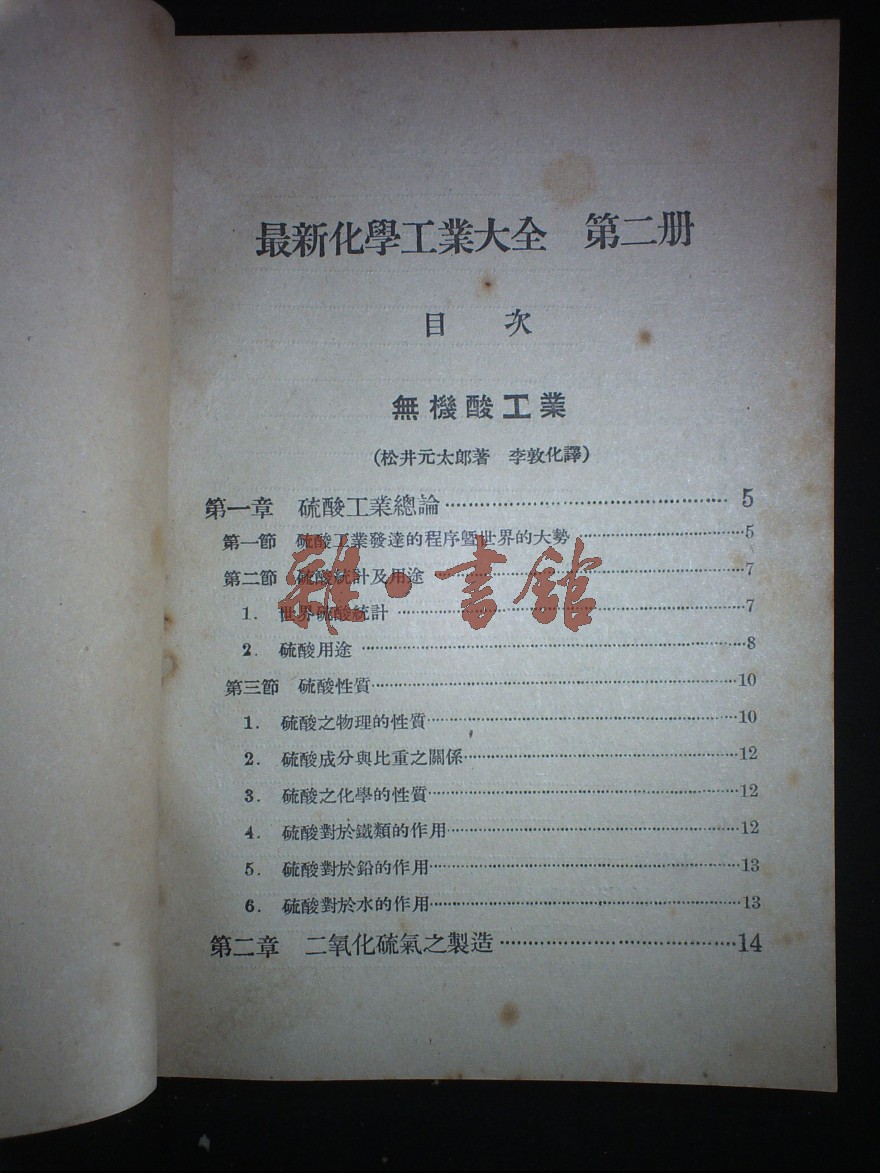 最新化學工業大全　第二册
目　次
無機酸工業
(松井元太郎著　李敦化譯)
第一章　硫酸工業總論……5
第一節　硫酸工業發達的程序曁世界的大勢……5
第二節　硫酸統計及用途……7
1.　世界硫酸統計……7
2.　硫酸用途……8
第三節　硫酸性質……10
1.　硫酸之物理的性質……10
2.　硫酸成分與比重之關係……12
3.　硫酸之化學的性質……12
4.　硫酸對於鐵類的作用……12
5.　硫酸對於鉛的作用……13
6.　硫酸對於水的作用……13
第二章　二氧化硫氣之製造……14
雜·書館